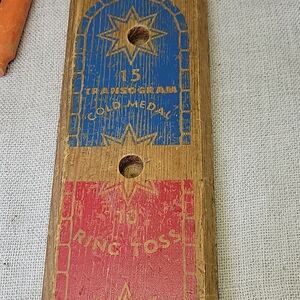 15
TRANSOGRAM
GOLD MEDAL
10
RING TOSS